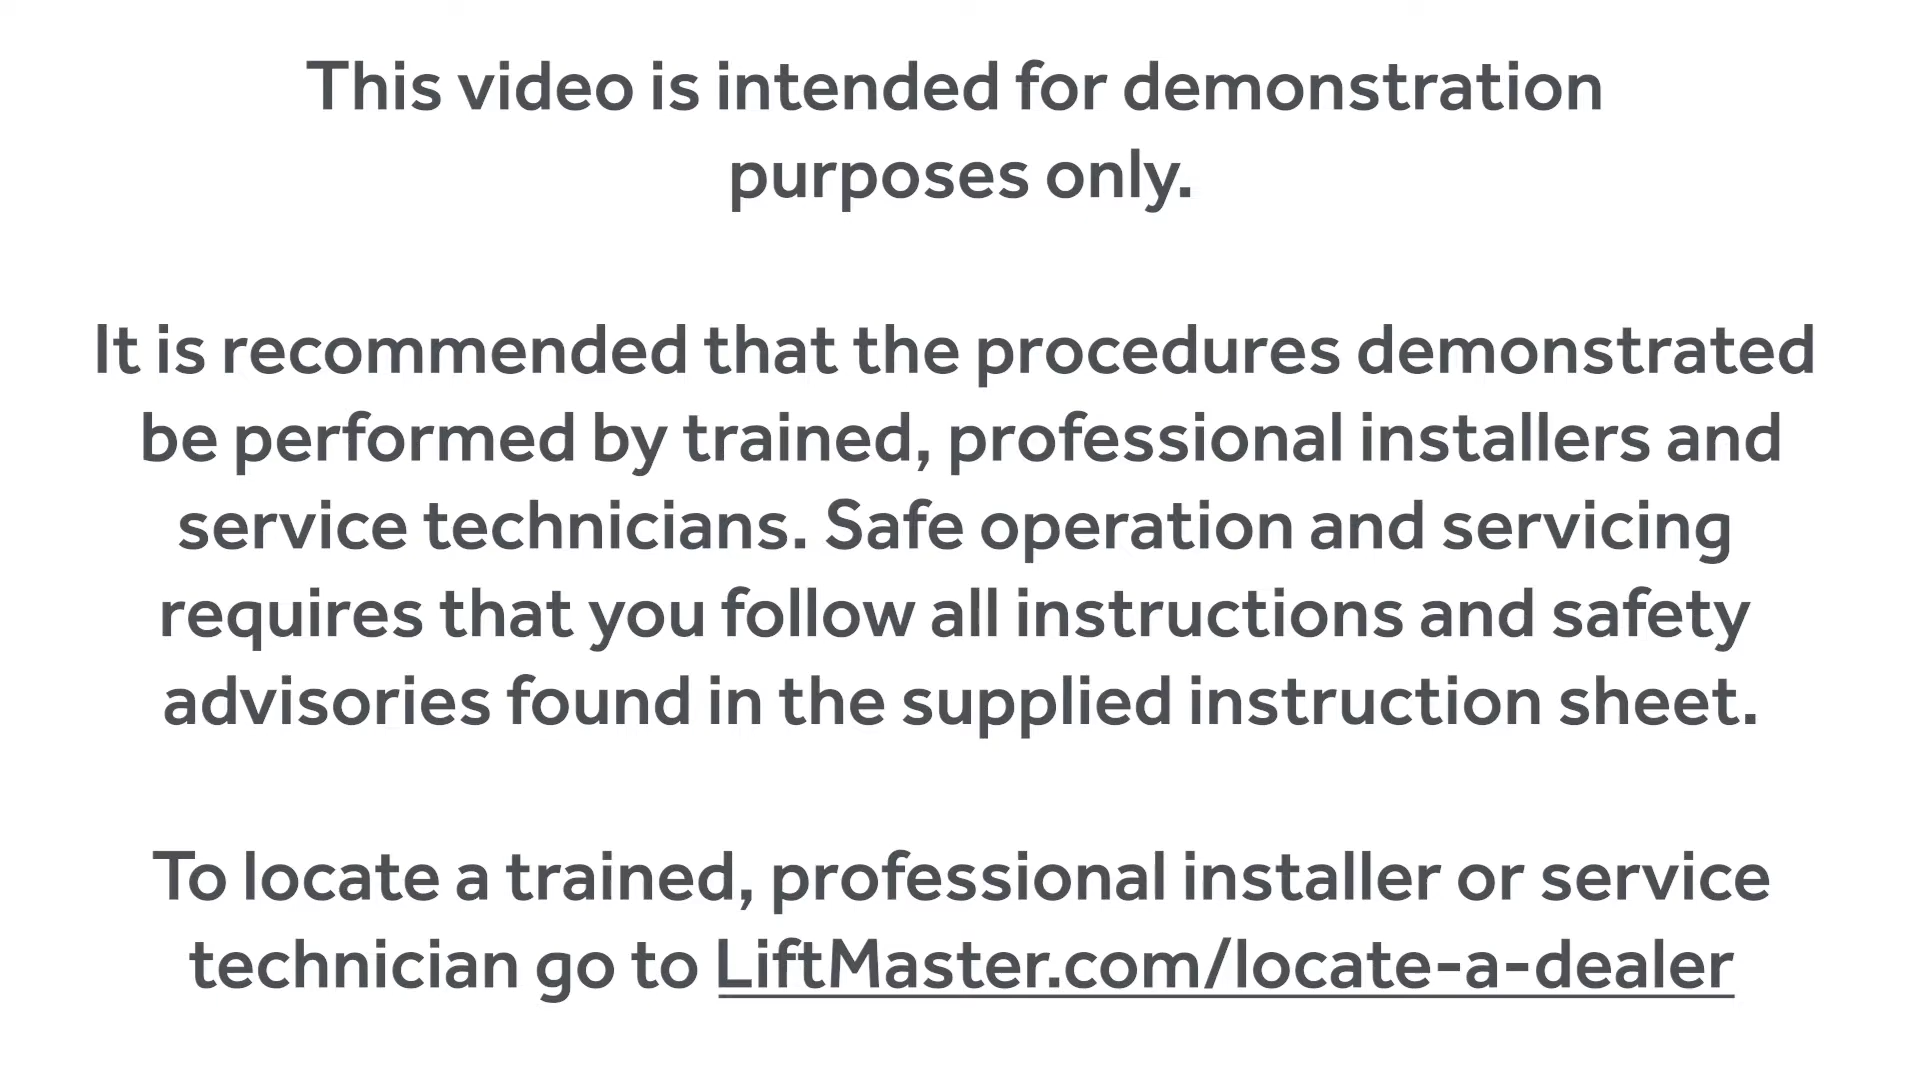 This video is intended for demonstration
purposes only.
It is recommended that the procedures demonstrated
be performed by trained, professional installers and
service technicians. Safe operation and servicing
requires that you follow all instructions and safety
advisories found in the supplied instruction sheet.
To locate a trained, professional installer or service
technician go to LiftMaster.com/locate-a-dealer